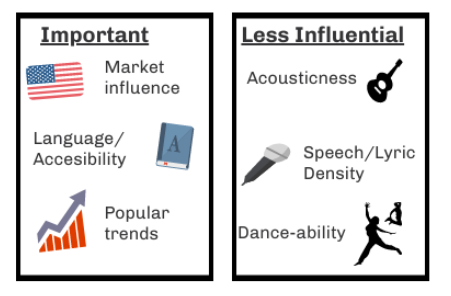 Important
Market
influence
Language/
Accesibility
A
Popular
trends
Less Influential
Acousticness
Speech/Lyric
Density
Dance-ability